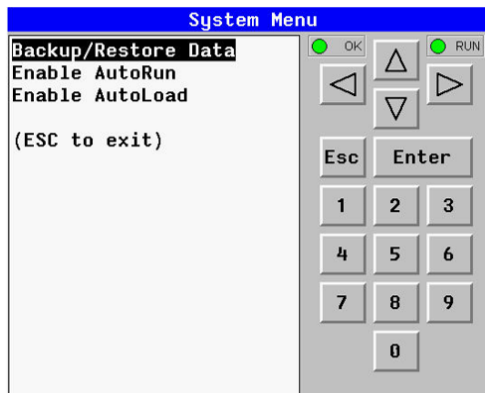 System Menu
Backup/Restore Data
Enable AutoRun
Enable AutoLoad
(ESC to exit)
OK
RUN
Esc
Enter
1 2 3
4 5 6
7 8 9
0